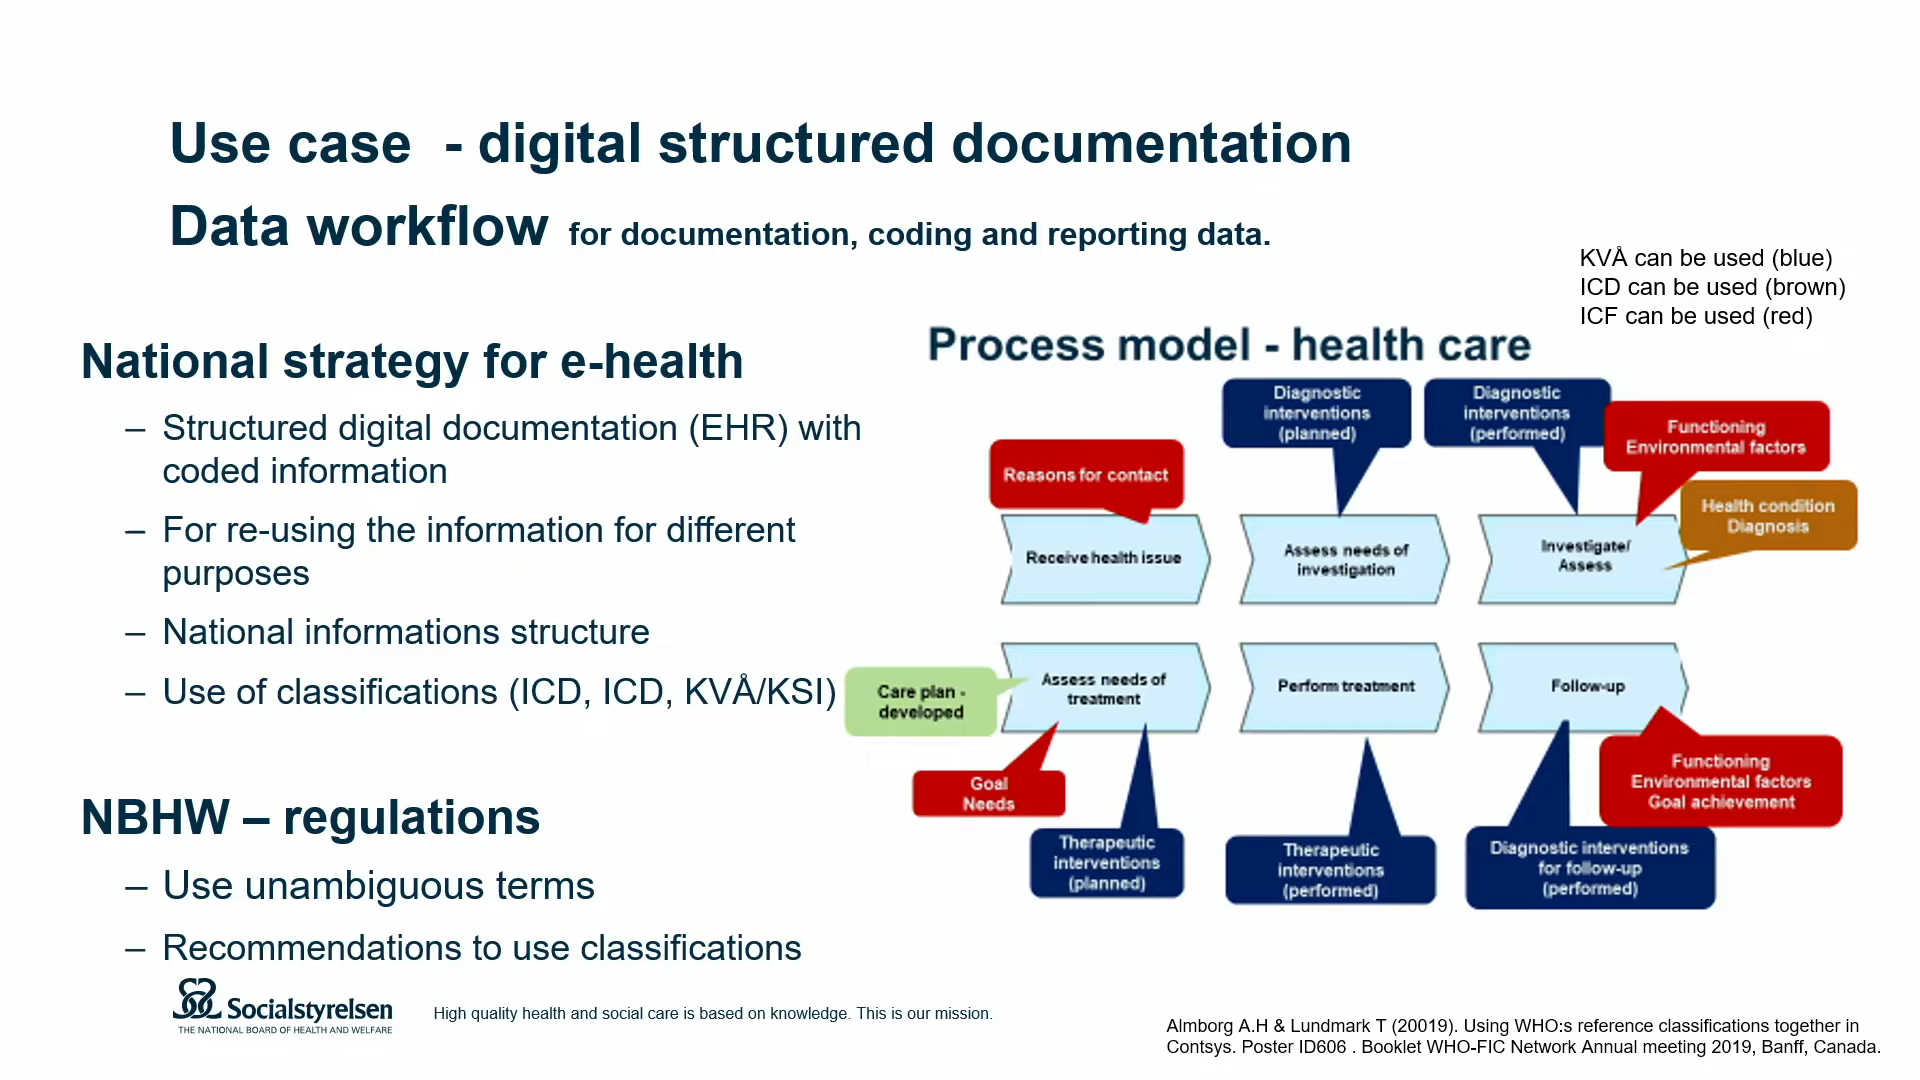 Use case - digital structured documentation
Data workflow for documentation, coding and reporting data.
KVÅ can be used (blue)
ICD can be used (brown)
ICF can be used (red)
National strategy for e-health
– Structured digital documentation (EHR) with
coded information
– For re-using the information for different
purposes
– National informations structure
– Use of classifications (ICD, ICD, KVÅ/KSI)
NBHW – regulations
– Use unambiguous terms
– Recommendations to use classifications
Process model - health care
Reasons for contact
Diagnostic
interventions
(planned)
Diagnostic
interventions
(performed)
Functioning
Environmental factors
Health condition
Diagnosis
Receive health issue
Assess needs of
investigation
Investigate/
Assess
Care plan -
developed
Assess needs of
treatment
Perform treatment
Follow-up
Goal
Needs
Therapeutic
interventions
(planned)
Therapeutic
interventions
(performed)
Diagnostic interventions
for follow-up
(performed)
Functioning
Environmental factors
Goal achievement
Socialstyrelsen
THE NATIONAL BOARD OF HEALTH AND WELFARE
High quality health and social care is based on knowledge. This is our mission.
Almborg A.H & Lundmark T (20019). Using WHO:s reference classifications together in
Contsys. Poster ID606 . Booklet WHO-FIC Network Annual meeting 2019, Banff, Canada.